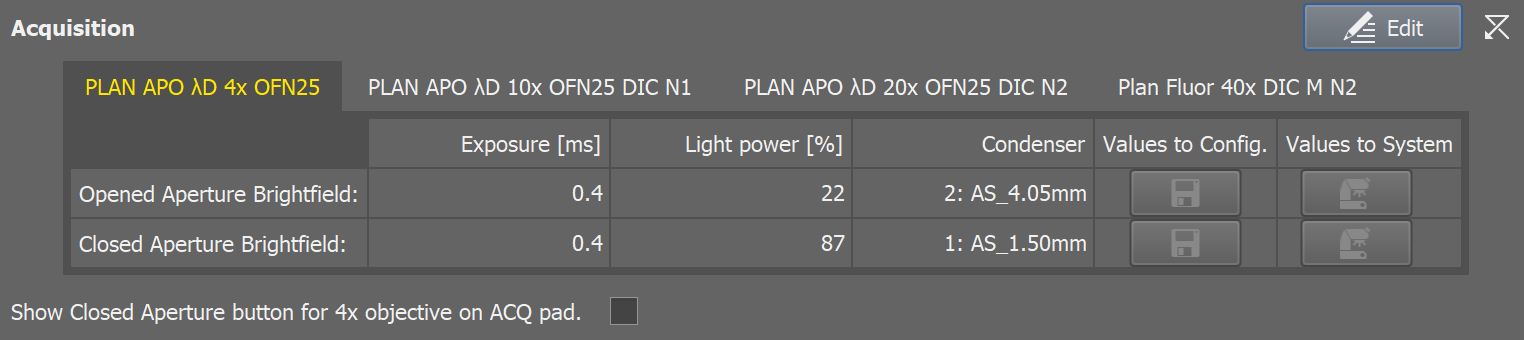 Acquisition
Edit
PLAN APO λD 4x OFN25 PLAN APO λD 10x OFN25 DIC N1 PLAN APO λD 20x OFN25 DIC N2 Plan Fluor 40x DIC M N2
Exposure [ms] Light power [%] Condenser Values to Config. Values to System
Opened Aperture Brightfield: 0.4 22 2: AS_4.05mm
Closed Aperture Brightfield: 0.4 87 1: AS_1.50mm
Show Closed Aperture button for 4x objective on ACQ pad.